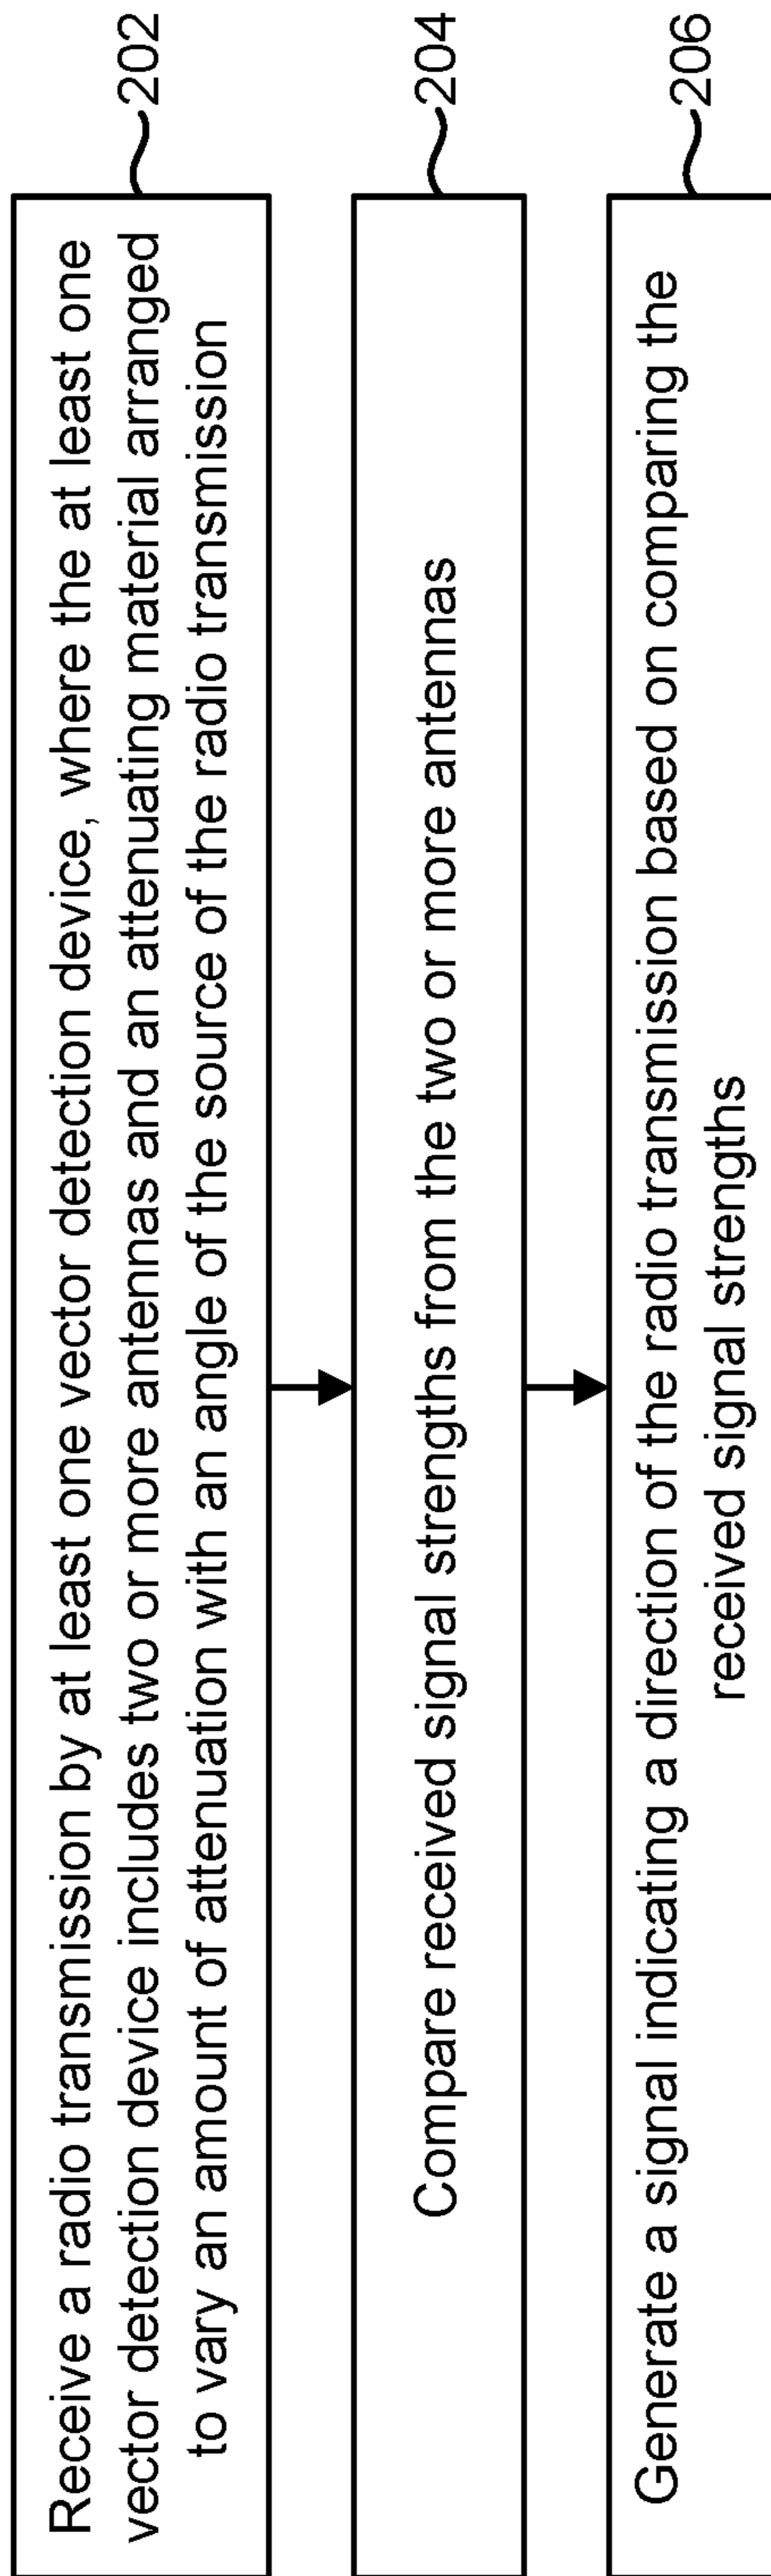 Receive a radio transmission by at least one vector detection device, where the at least one
vector detection device includes two or more antennas and an attenuating material arranged
to vary an amount of attenuation with an angle of the source of the radio transmission
202
Compare received signal strengths from the two or more antennas
204
Generate a signal indicating a direction of the radio transmission based on comparing the
received signal strengths
206